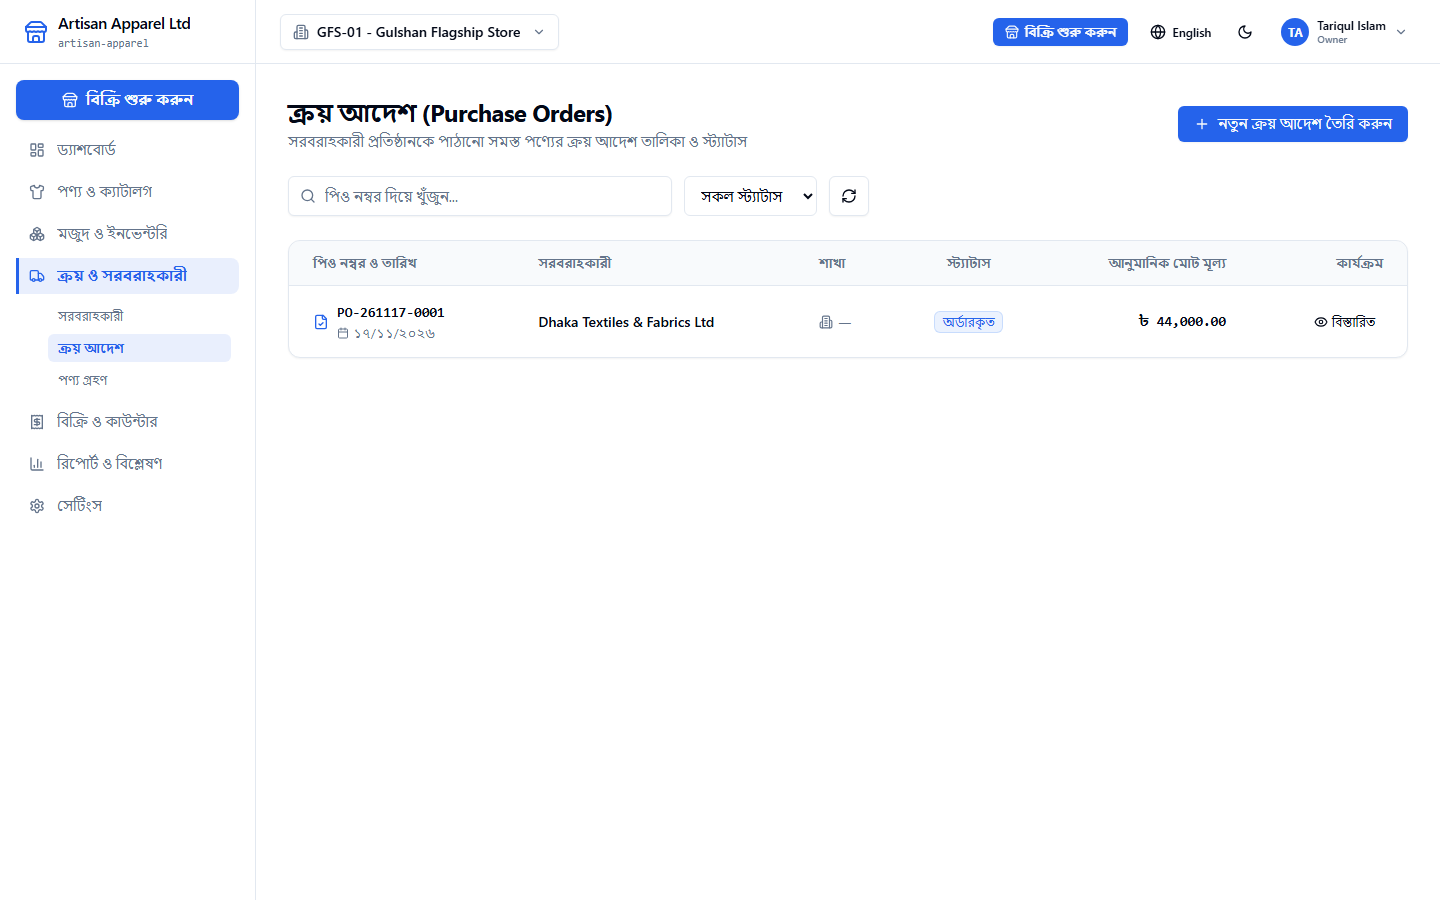 Artisan Apparel Ltd
artisan-apparel
GFS-01 - Gulshan Flagship Store
বিক্রি শুরু করুন
English
TA
Tariqul Islam
Owner
বিক্রি শুরু করুন
ড্যাশবোর্ড
পণ্য ও ক্যাটালগ
মজুদ ও ইনভেন্টরি
ক্রয় ও সরবরাহকারী
সরবরাহকারী
ক্রয় আদেশ
পণ্য গ্রহণ
বিক্রি ও কাউন্টার
রিপোর্ট ও বিশ্লেষণ
সেটিংস
ক্রয় আদেশ (Purchase Orders)
সরবরাহকারী প্রতিষ্ঠানকে পাঠানো সমস্ত পণ্যের ক্রয় আদেশ তালিকা ও স্ট্যাটাস
নতুন ক্রয় আদেশ তৈরি করুন
পিও নম্বর দিয়ে খুঁজুন...
সকল স্ট্যাটাস
পিও নম্বর ও তারিখ সরবরাহকারী শাখা স্ট্যাটাস আনুমানিক মোট মূল্য কার্যক্রম
PO-261117-0001
১৭/১১/২০২৬
Dhaka Textiles & Fabrics Ltd
—
অর্ডারকৃত
৳ 44,000.00
বিস্তারিত